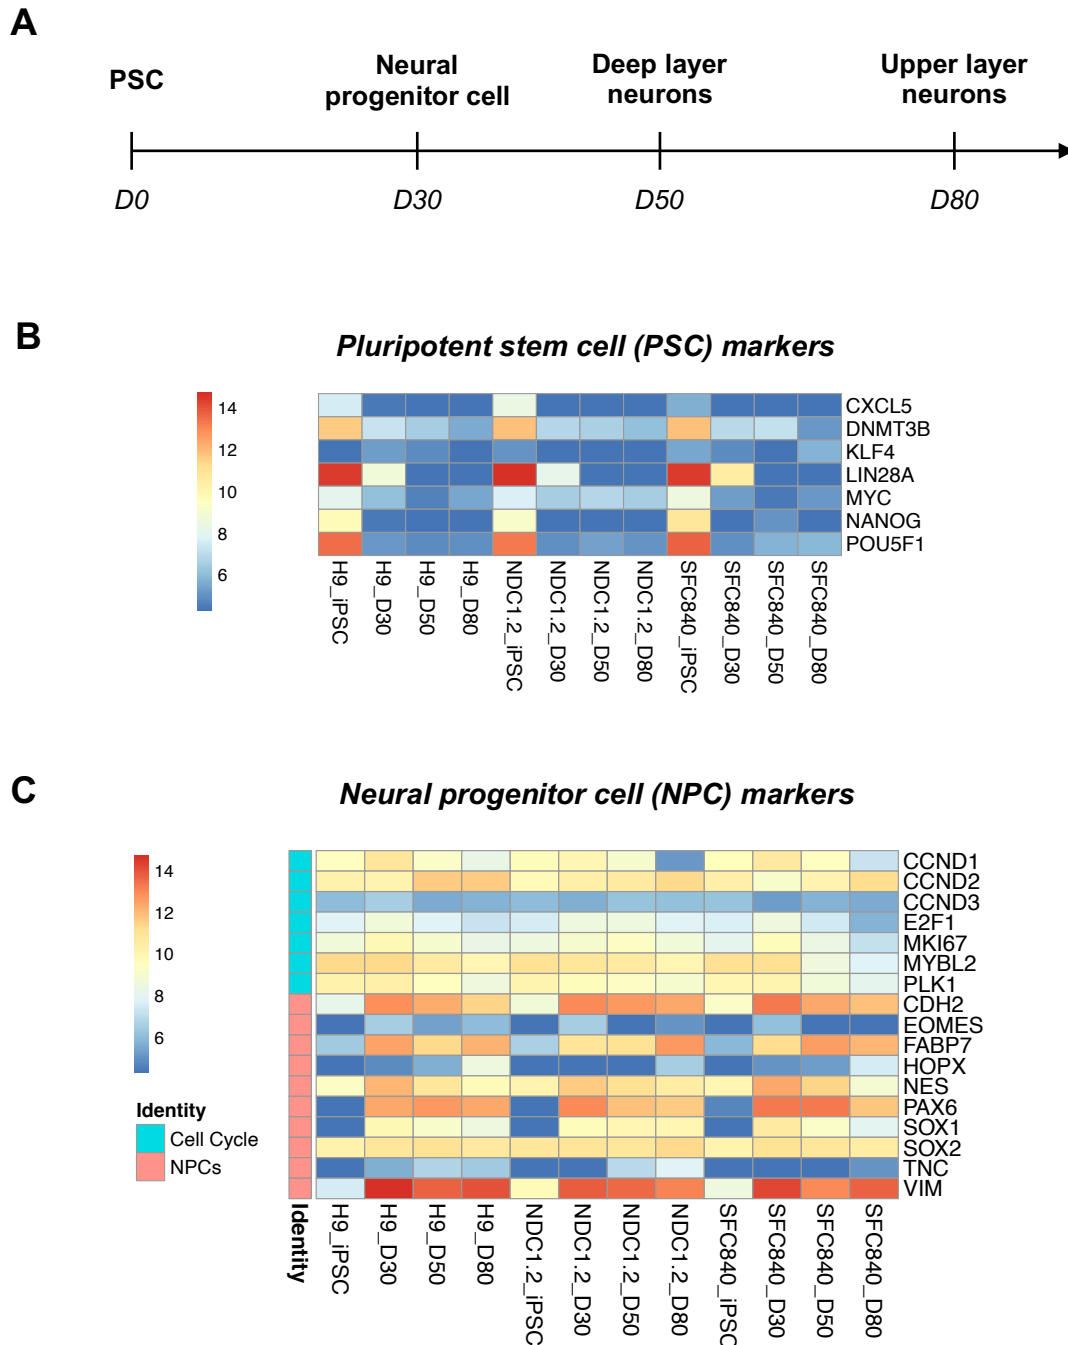 A
PSC
Neural
progenitor cell
Deep layer
neurons
Upper layer
neurons
D0
D30
D50
D80
B
Pluripotent stem cell (PSC) markers
14
12
10
8
6
CXCL5
DNMT3B
KLF4
LIN28A
MYC
NANOG
POU5F1
H9_iPSC
H9_D30
H9_D50
H9_D80
NDC1.2_iPSC
NDC1.2_D30
NDC1.2_D50
NDC1.2_D80
SFC840_iPSC
SFC840_D30
SFC840_D50
SFC840_D80
C
Neural progenitor cell (NPC) markers
14
12
10
8
6
Identity
Cell Cycle
NPCs
CCND1
CCND2
CCND3
E2F1
MKI67
MYBL2
PLK1
CDH2
EOMES
FABP7
HOPX
NES
PAX6
SOX1
SOX2
TNC
VIM
Identity
H9_iPSC
H9_D30
H9_D50
H9_D80
NDC1.2_iPSC
NDC1.2_D30
NDC1.2_D50
NDC1.2_D80
SFC840_iPSC
SFC840_D30
SFC840_D50
SFC840_D80